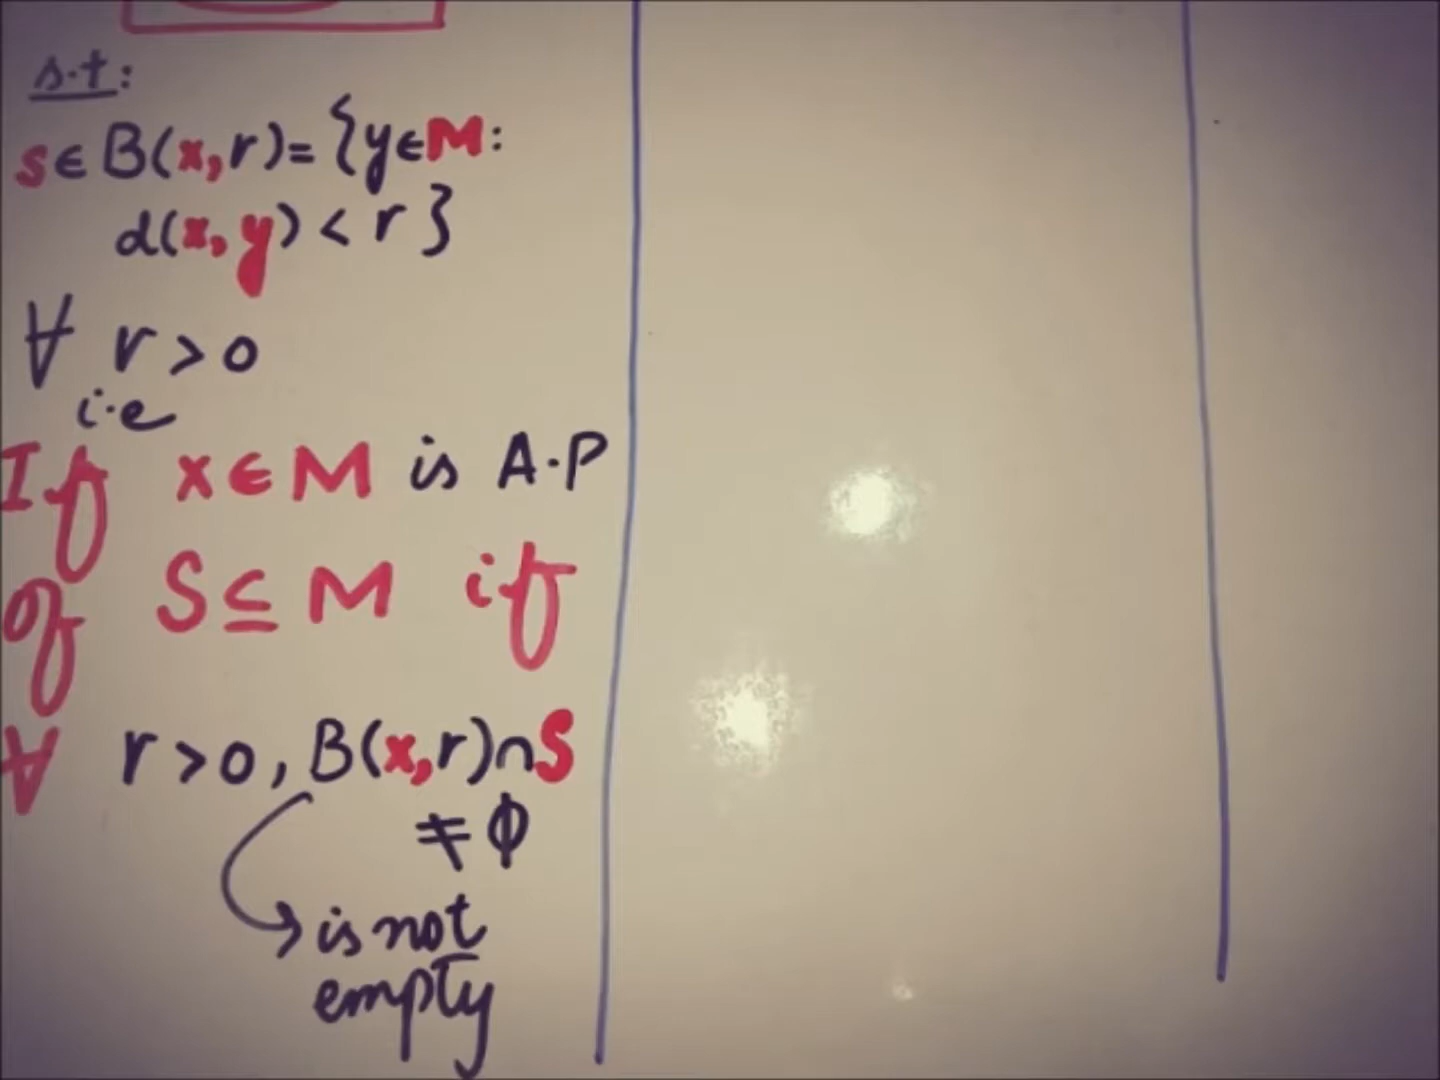 s.t:
s∈B(x,r)={y∈M:
d(x,y)<r}
∀ r>0
i.e
If x∈M is A.P
of S⊆M if
∀ r>0, B(x,r)∩S
≠ϕ
is not
empty